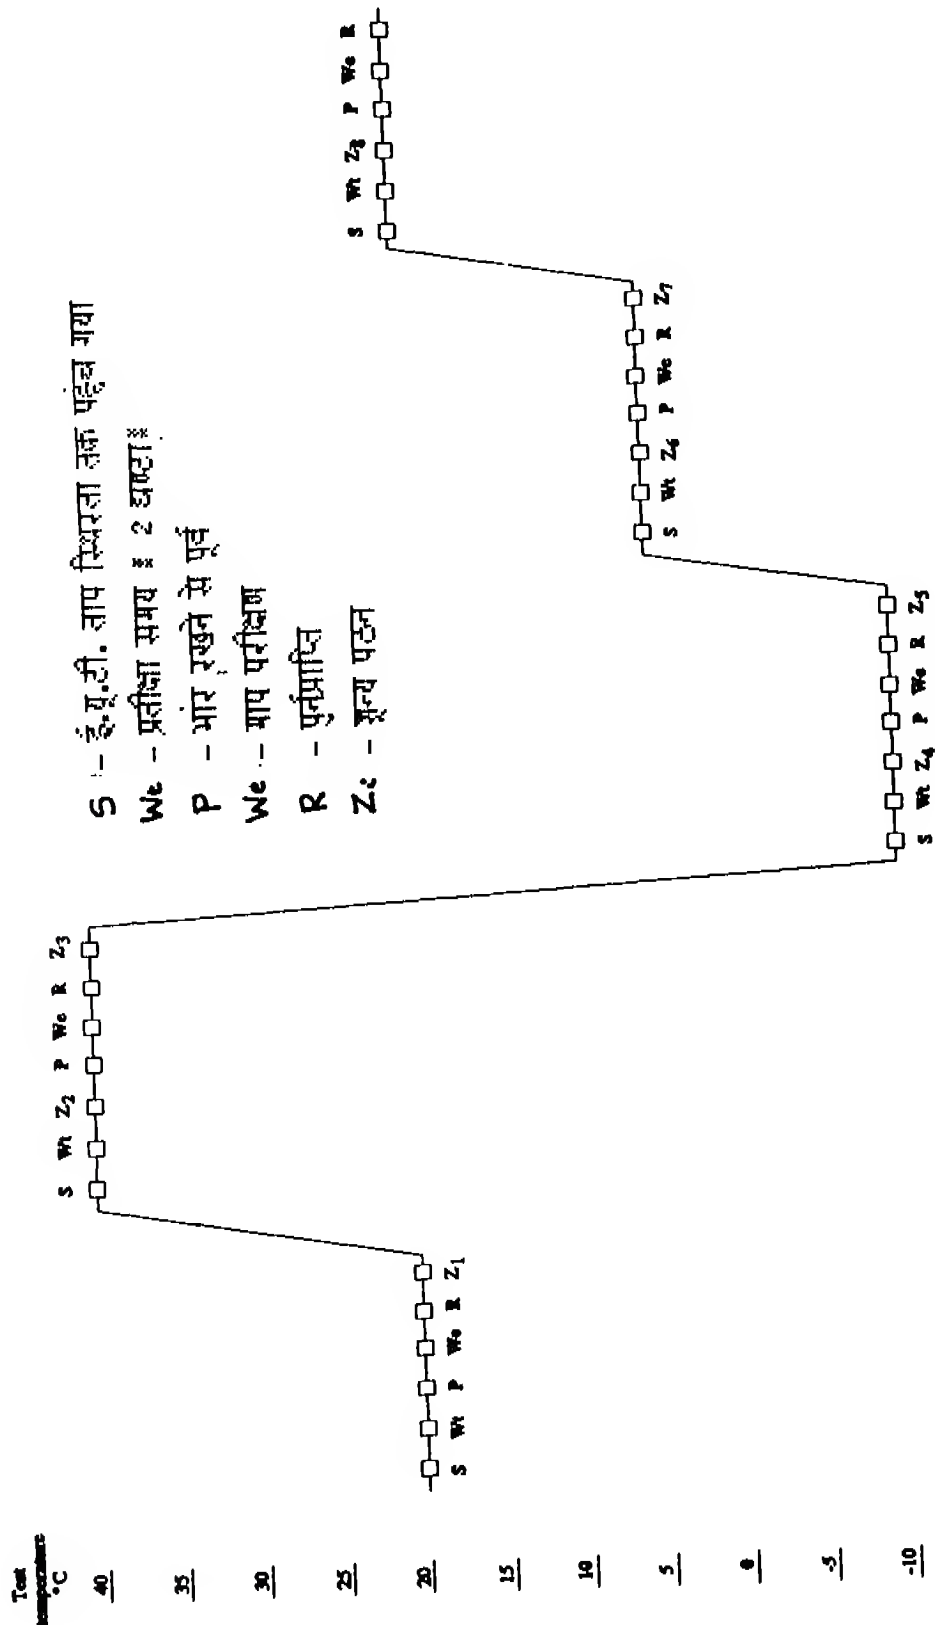 Test
temperature
°C
40
35
30
25
20
15
10
5
0
-5
-10
S Wt P We R Z1
S Wt Z2 P We R Z3
S Wt Z4 P We R Z5
S Wt Z6 P We R Z7
S Wt Z8 P We R
S - ई.यू.टी. ताप स्थिरता तक पहुंच गया
We - प्रतीक्षा समय ॥ 2 घण्टा॥
P - भार रखने से पूर्व
We - माप परीक्षण
R - पुर्नप्राप्ति
Zi - शून्य पठन